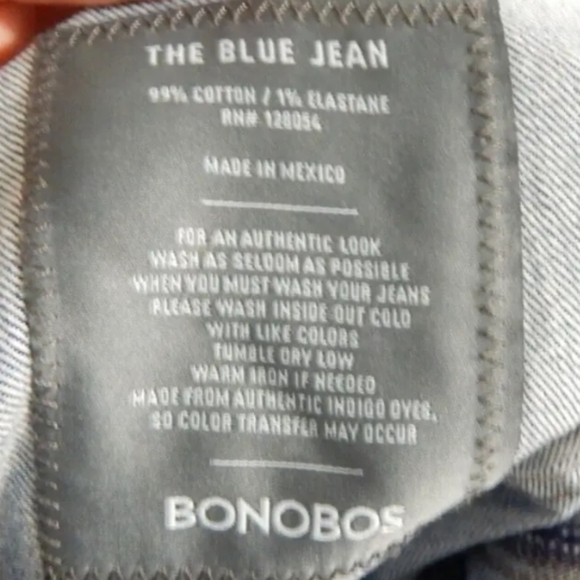 THE BLUE JEAN
99% COTTON / 1% ELASTANE
RN# 128054
MADE IN MEXICO
FOR AN AUTHENTIC LOOK
WASH AS SELDOM AS POSSIBLE
WHEN YOU MUST WASH YOUR JEANS
PLEASE WASH INSIDE OUT COLD
WITH LIKE COLORS
TUMBLE DRY LOW
WARM IRON IF NEEDED
MADE FROM AUTHENTIC INDIGO DYES,
SO COLOR TRANSFER MAY OCCUR
BONOBOS